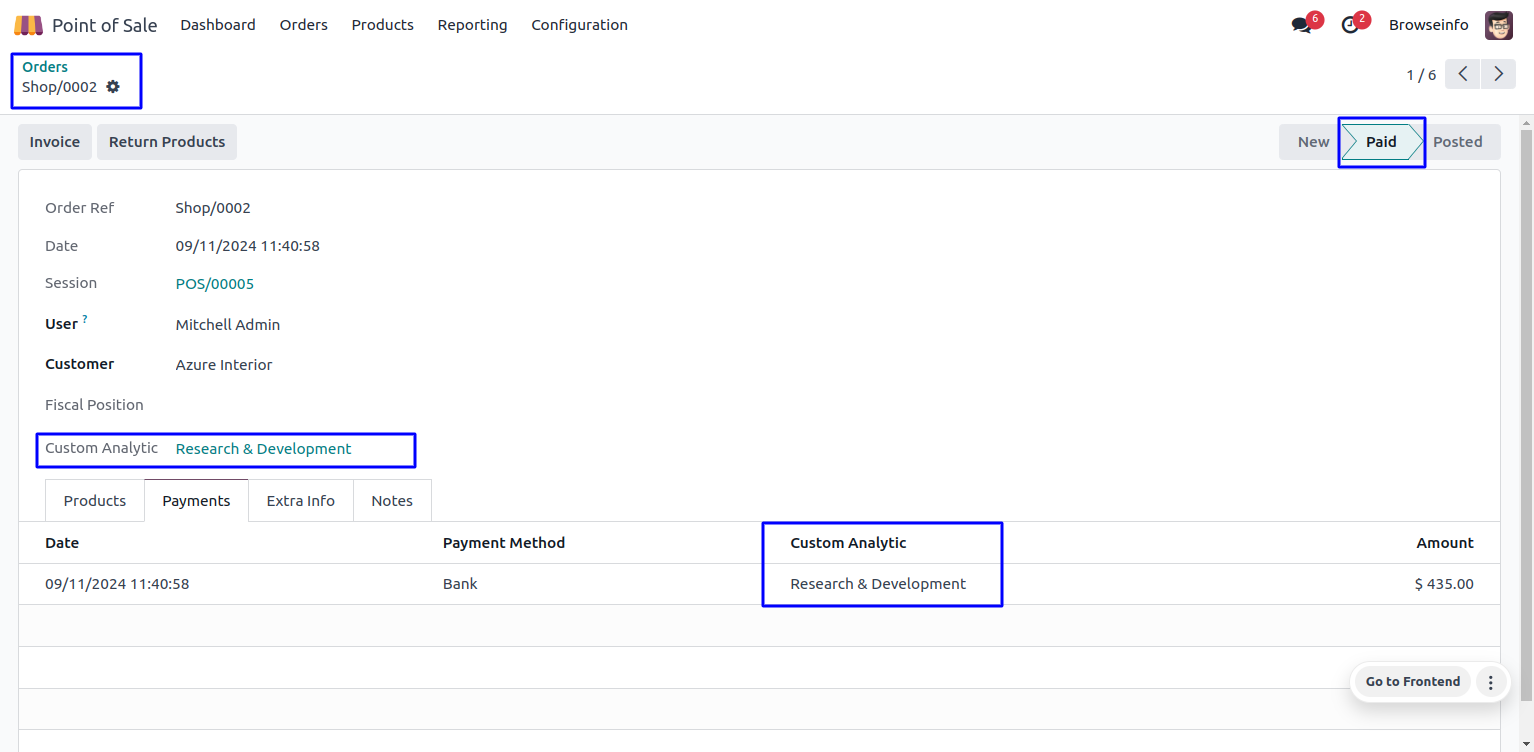 Point of Sale Dashboard Orders Products Reporting Configuration 6 2 Browseinfo
Orders
Shop/0002
1 / 6
Invoice Return Products New Paid Posted
Order Ref Shop/0002
Date 09/11/2024 11:40:58
Session POS/00005
User ? Mitchell Admin
Customer Azure Interior
Fiscal Position
Custom Analytic Research & Development
Products Payments Extra Info Notes
Date Payment Method Custom Analytic Amount
09/11/2024 11:40:58 Bank Research & Development $ 435.00
Go to Frontend